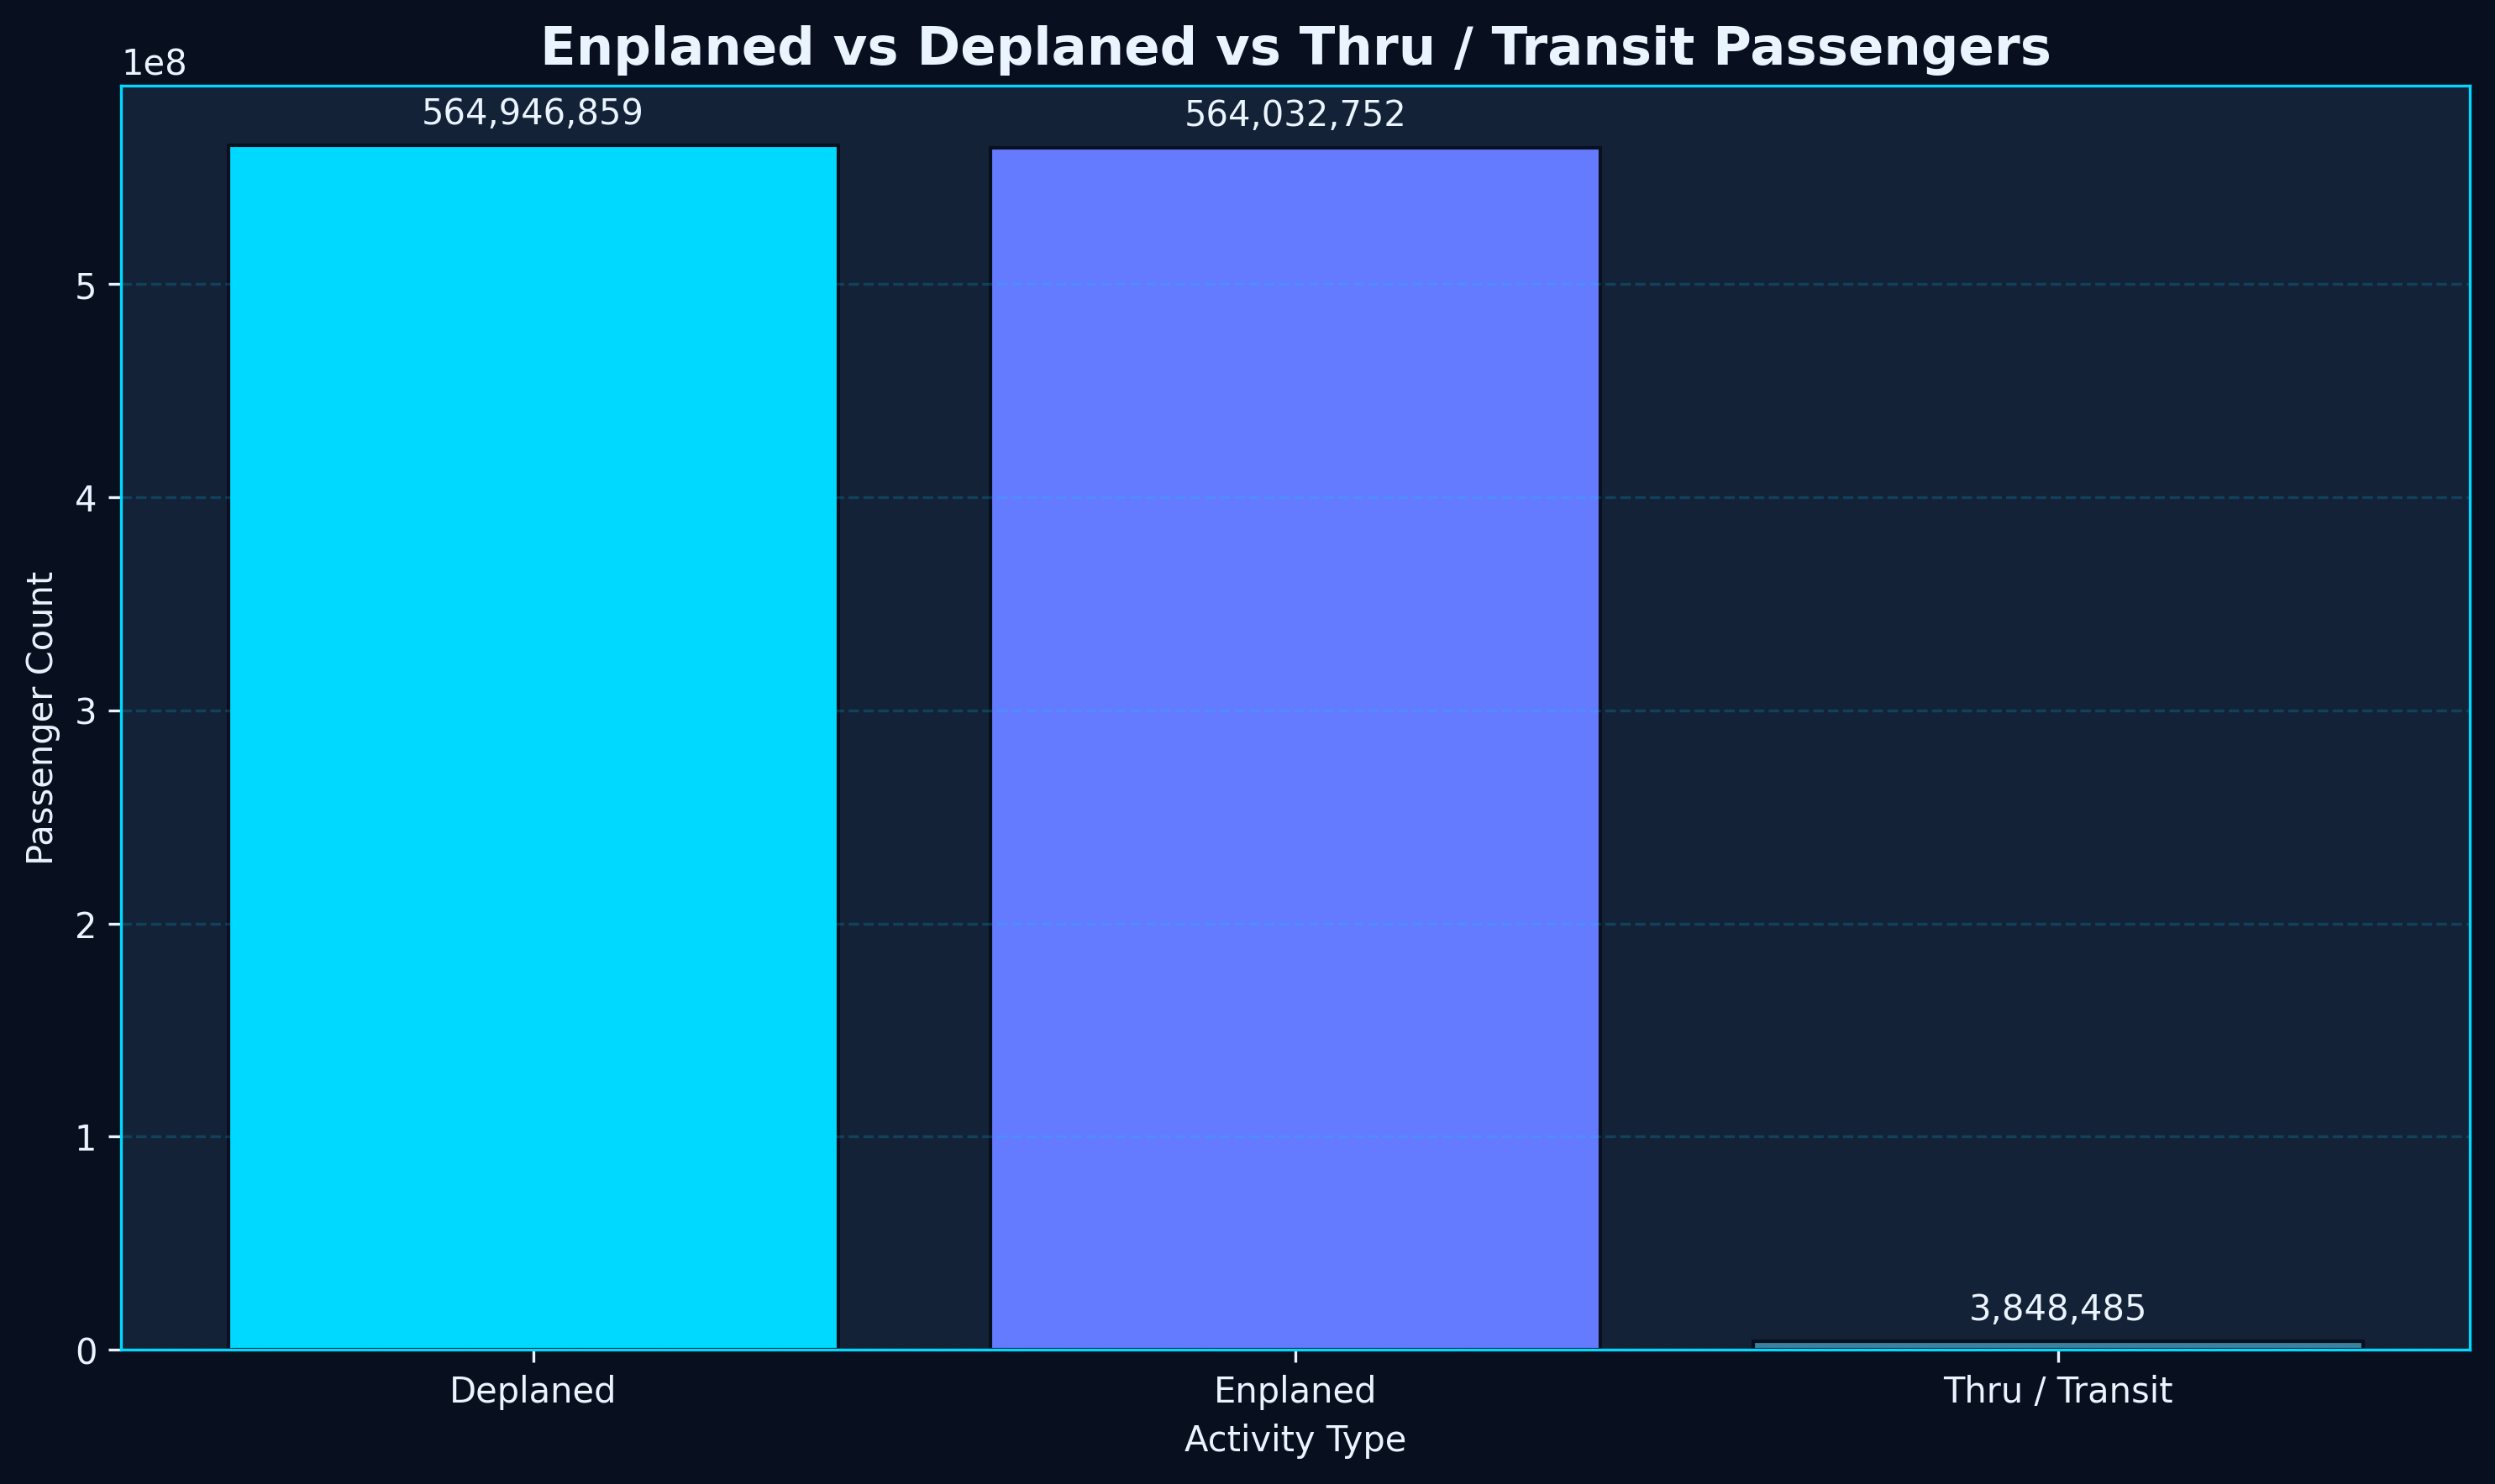 Enplaned vs Deplaned vs Thru / Transit Passengers
1e8
564,946,859
564,032,752
5
4
3
2
1
0
Passenger Count
3,848,485
Deplaned
Enplaned
Thru / Transit
Activity Type